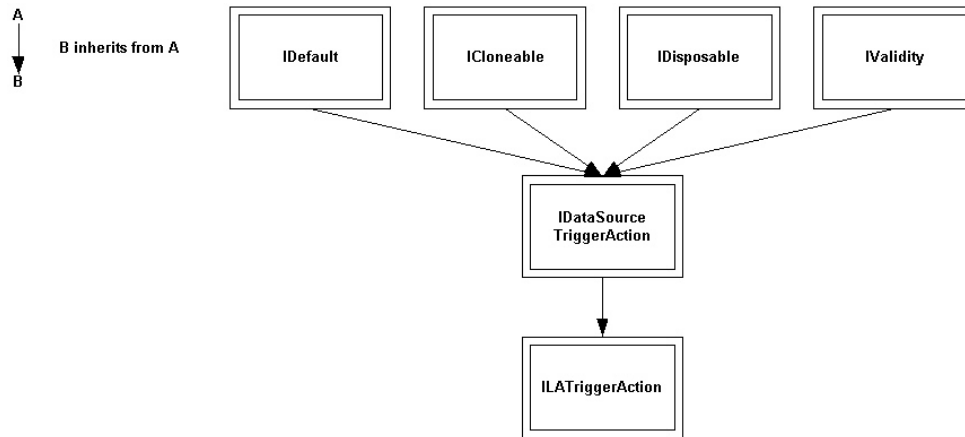 A
B inherits from A
B
IDefault
ICloneable
IDisposable
IValidity
IDataSource
TriggerAction
ILATriggerAction